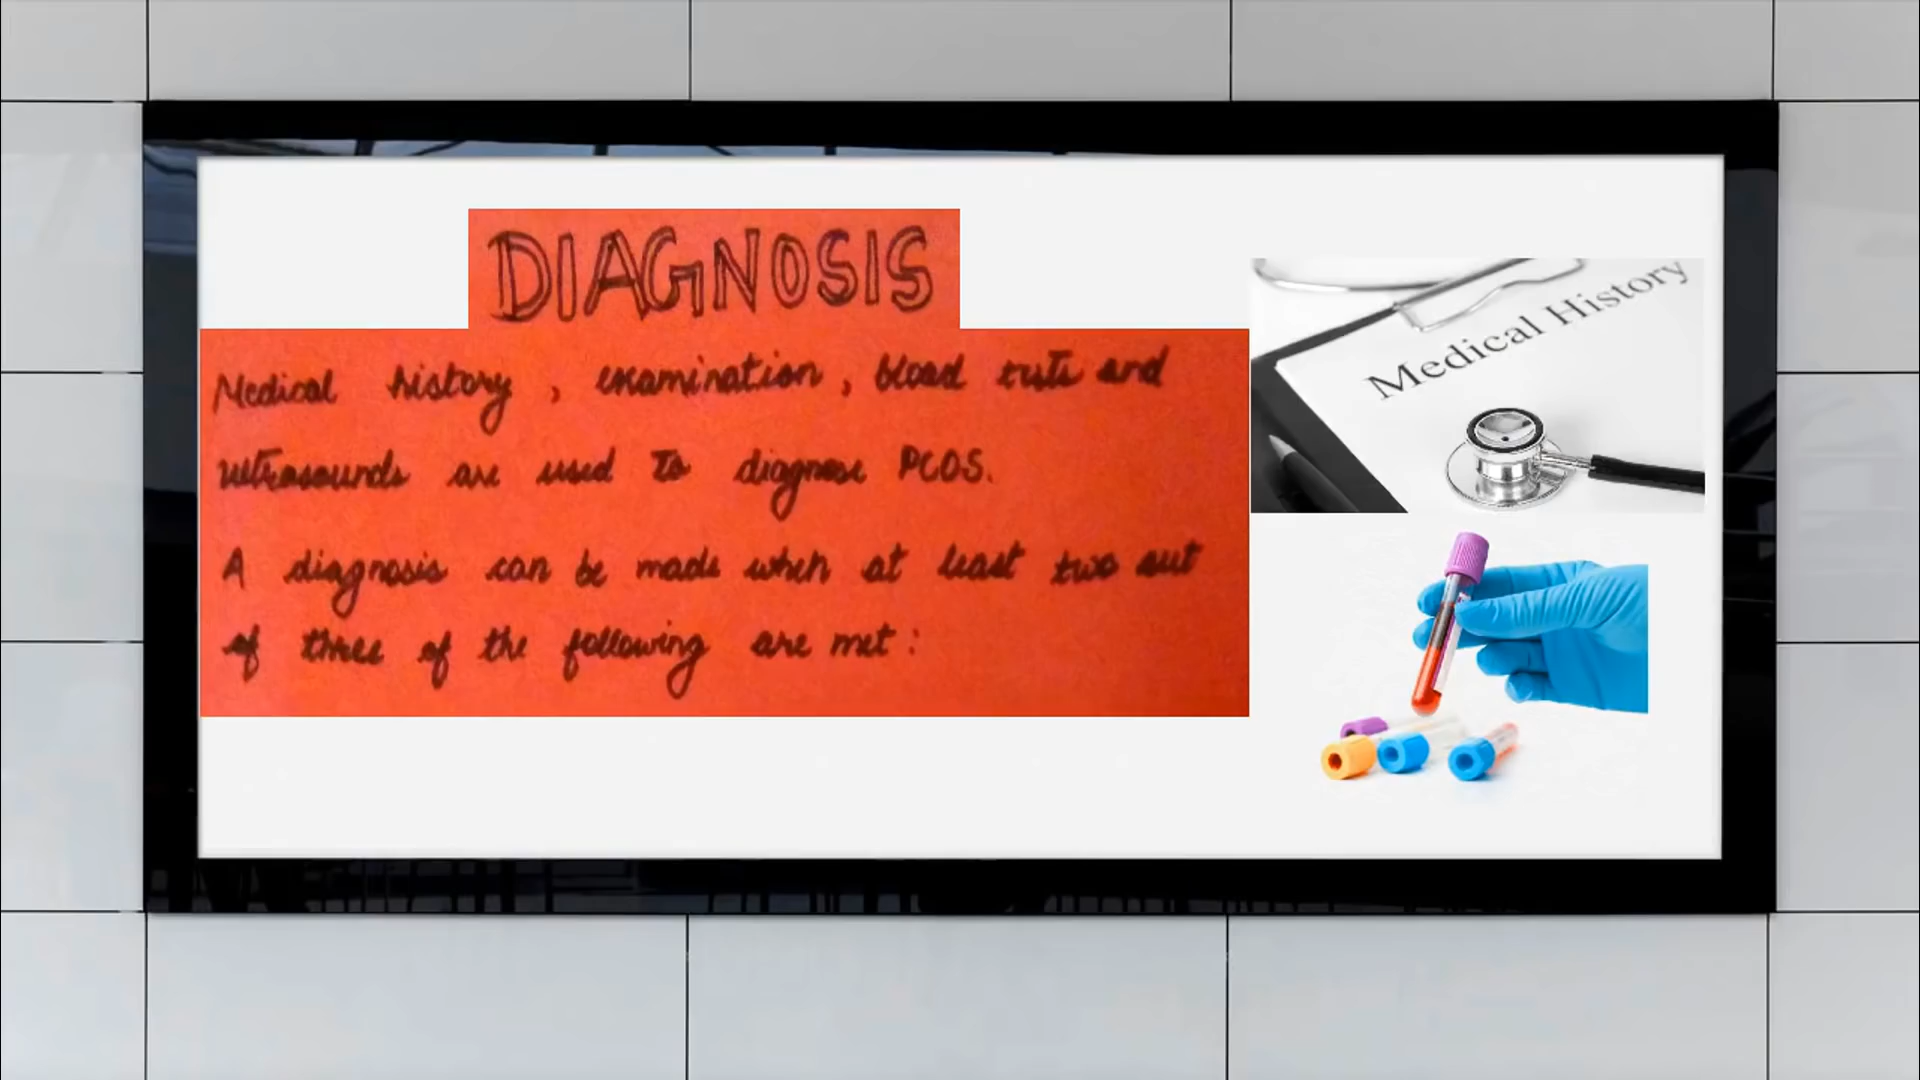 DIAGNOSIS
Medical history, examination, blood tests and
ultrasounds are used to diagnose PCOS.
A diagnosis can be made when at least two out
of three of the following are met:
Medical History